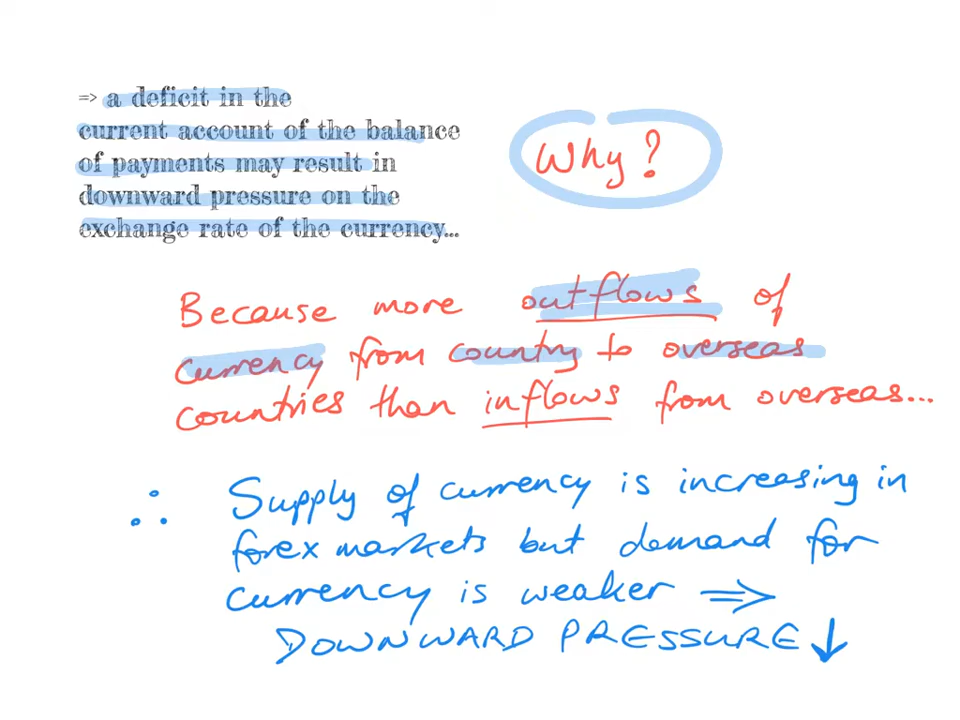 => a deficit in the
current account of the balance
of payments may result in
downward pressure on the
exchange rate of the currency...
Why?
Because more outflows of
currency from country to overseas
countries than inflows from overseas...
∴ Supply of currency is increasing in
forex markets but demand for
currency is weaker ⇒
DOWNWARD PRESSURE ↓